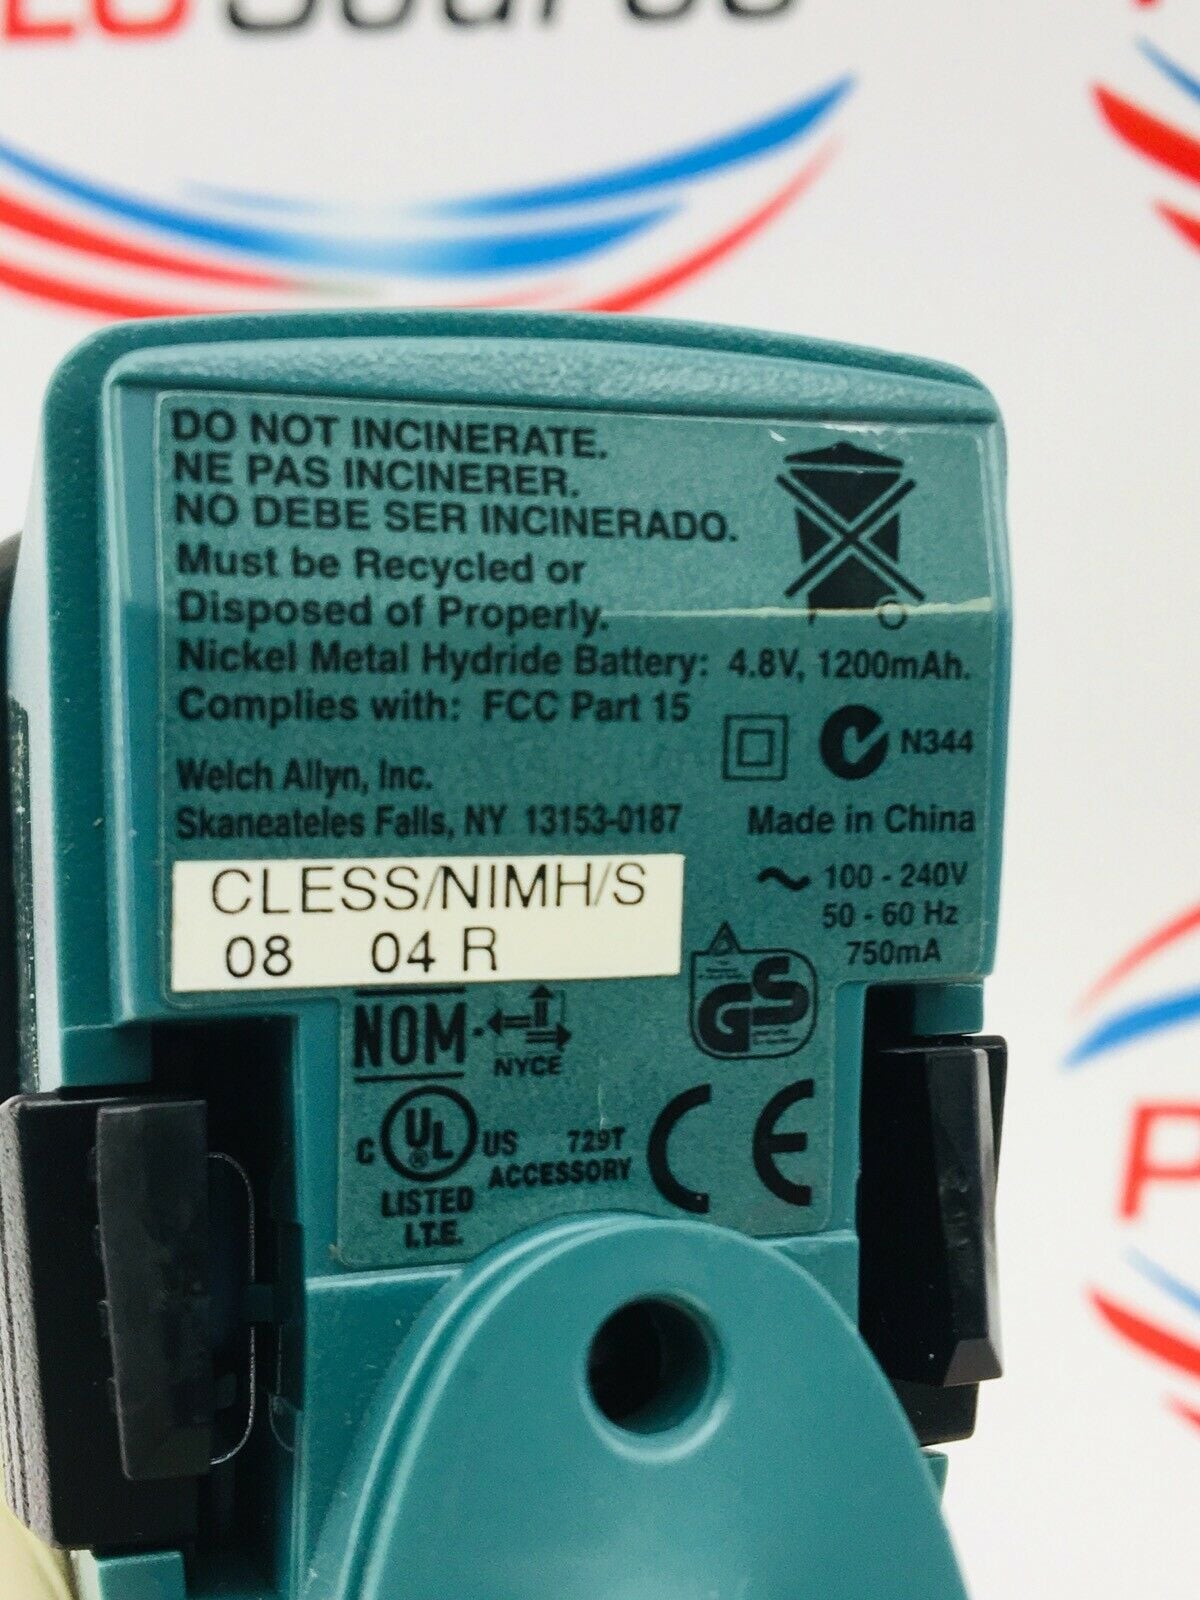 Source
DO NOT INCINERATE.
NE PAS INCINERER.
NO DEBE SER INCINERADO.
Must be Recycled or
Disposed of Properly.
Nickel Metal Hydride Battery: 4.8V, 1200mAh.
Complies with: FCC Part 15
N344
Welch Allyn, Inc.
Skaneateles Falls, NY 13153-0187
Made in China
CLESS/NIMH/S
08 04 R
~ 100 - 240V
50 - 60 Hz
750mA
NOM
NYCE
GS
C UL ® US
LISTED
I.T.E.
729T
ACCESSORY
CE